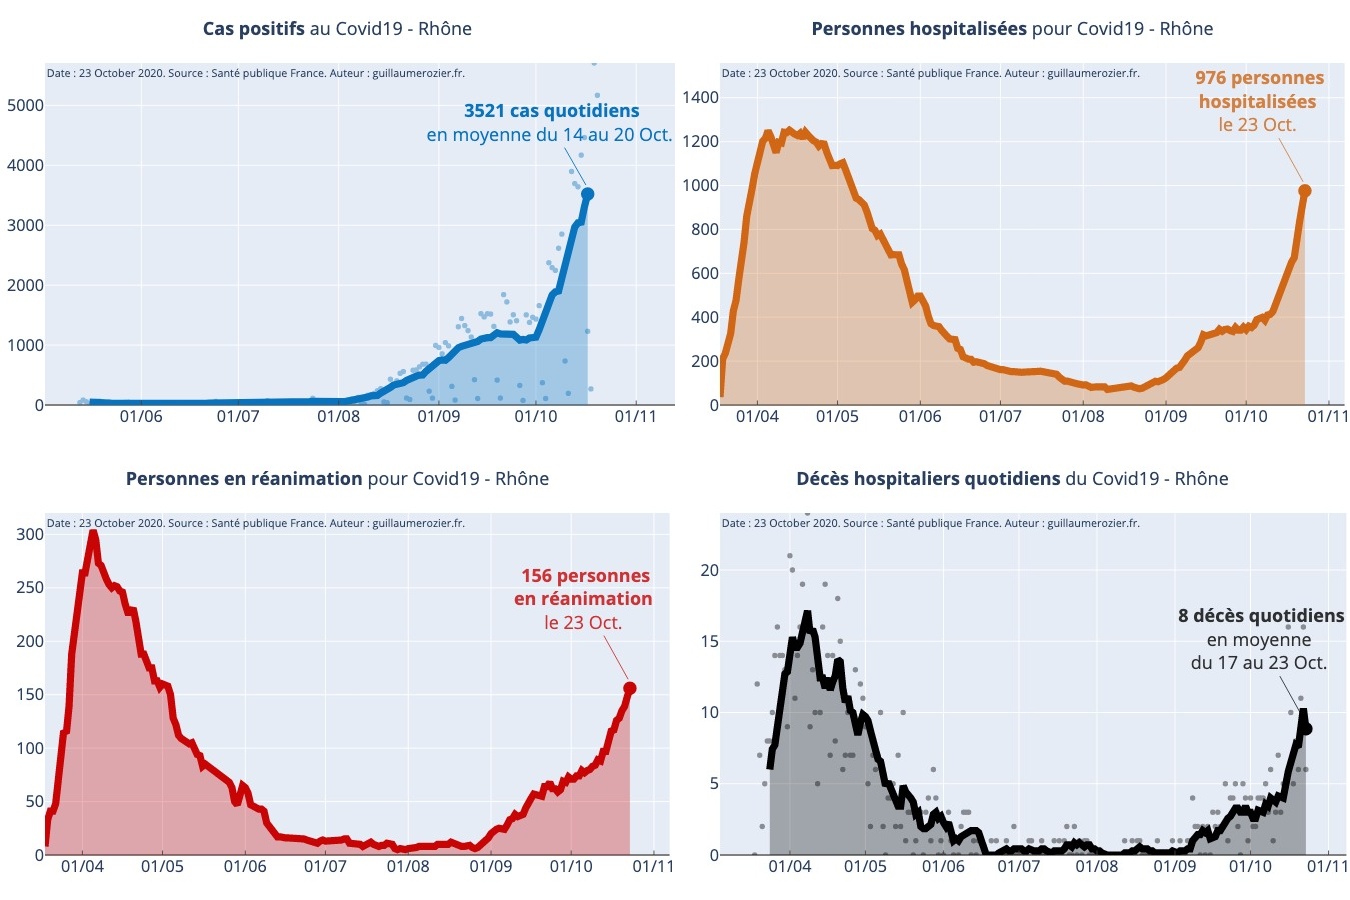 Cas positifs au Covid19 - Rhône
Date : 23 October 2020. Source : Santé publique France. Auteur : guillaumerozier.fr.
3521 cas quotidiens
en moyenne du 14 au 20 Oct.
5000
4000
3000
2000
1000
0
01/06 01/07 01/08 01/09 01/10 01/11
Personnes hospitalisées pour Covid19 - Rhône
Date : 23 October 2020. Source : Santé publique France. Auteur : guillaumerozier.fr.
976 personnes
hospitalisées
le 23 Oct.
1400
1200
1000
800
600
400
200
0
01/04 01/05 01/06 01/07 01/08 01/09 01/10 01/11
Personnes en réanimation pour Covid19 - Rhône
Date : 23 October 2020. Source : Santé publique France. Auteur : guillaumerozier.fr.
156 personnes
en réanimation
le 23 Oct.
300
250
200
150
100
50
0
01/04 01/05 01/06 01/07 01/08 01/09 01/10 01/11
Décès hospitaliers quotidiens du Covid19 - Rhône
Date : 23 October 2020. Source : Santé publique France. Auteur : guillaumerozier.fr.
8 décès quotidiens
en moyenne
du 17 au 23 Oct.
20
15
10
5
0
01/04 01/05 01/06 01/07 01/08 01/09 01/10 01/11